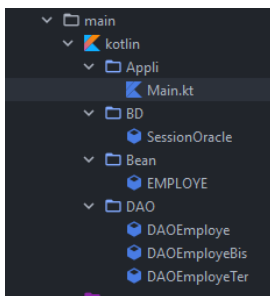 main
kotlin
Appli
Main.kt
BD
SessionOracle
Bean
EMPLOYE
DAO
DAOEmploye
DAOEmployeBis
DAOEmployeTer